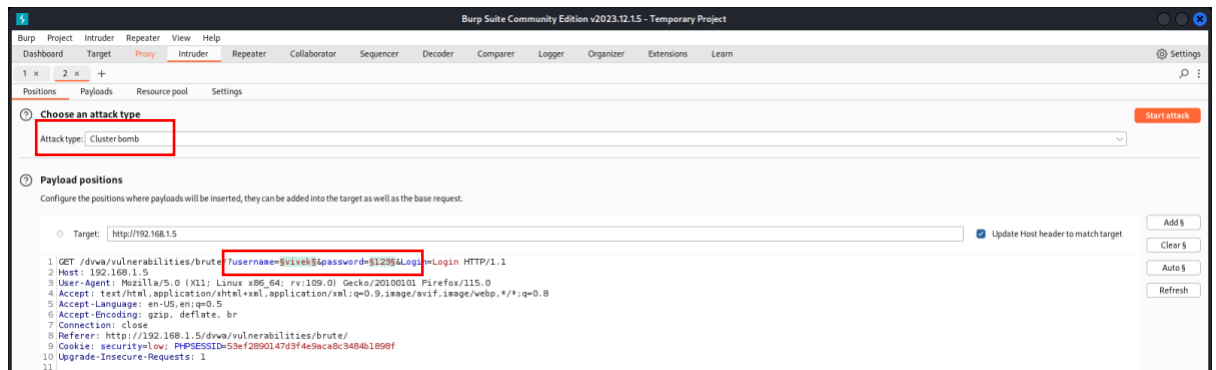 Burp Suite Community Edition v2023.12.1.5 - Temporary Project
Burp Project Intruder Repeater View Help
Dashboard Target Proxy Intruder Repeater Collaborator Sequencer Decoder Comparer Logger Organizer Extensions Learn Settings
1 × 2 × +
Positions Payloads Resource pool Settings
? Choose an attack type
Start attack
Attack type: Cluster bomb
? Payload positions
Configure the positions where payloads will be inserted, they can be added into the target as well as the base request.
Add §
Target: http://192.168.1.5 Update Host header to match target
Clear §
1 GET /dvwa/vulnerabilities/brute/?username=§vivek§&password=§123§&Login=Login HTTP/1.1
Auto §
2 Host: 192.168.1.5
3 User-Agent: Mozilla/5.0 (X11; Linux x86_64; rv:109.0) Gecko/20100101 Firefox/115.0
4 Accept: text/html,application/xhtml+xml,application/xml;q=0.9,image/avif,image/webp,*/*;q=0.8
Refresh
5 Accept-Language: en-US,en;q=0.5
6 Accept-Encoding: gzip, deflate, br
7 Connection: close
8 Referer: http://192.168.1.5/dvwa/vulnerabilities/brute/
9 Cookie: security=low; PHPSESSID=53ef2890147d3f4e9aca8c3484b1898f
10 Upgrade-Insecure-Requests: 1
11